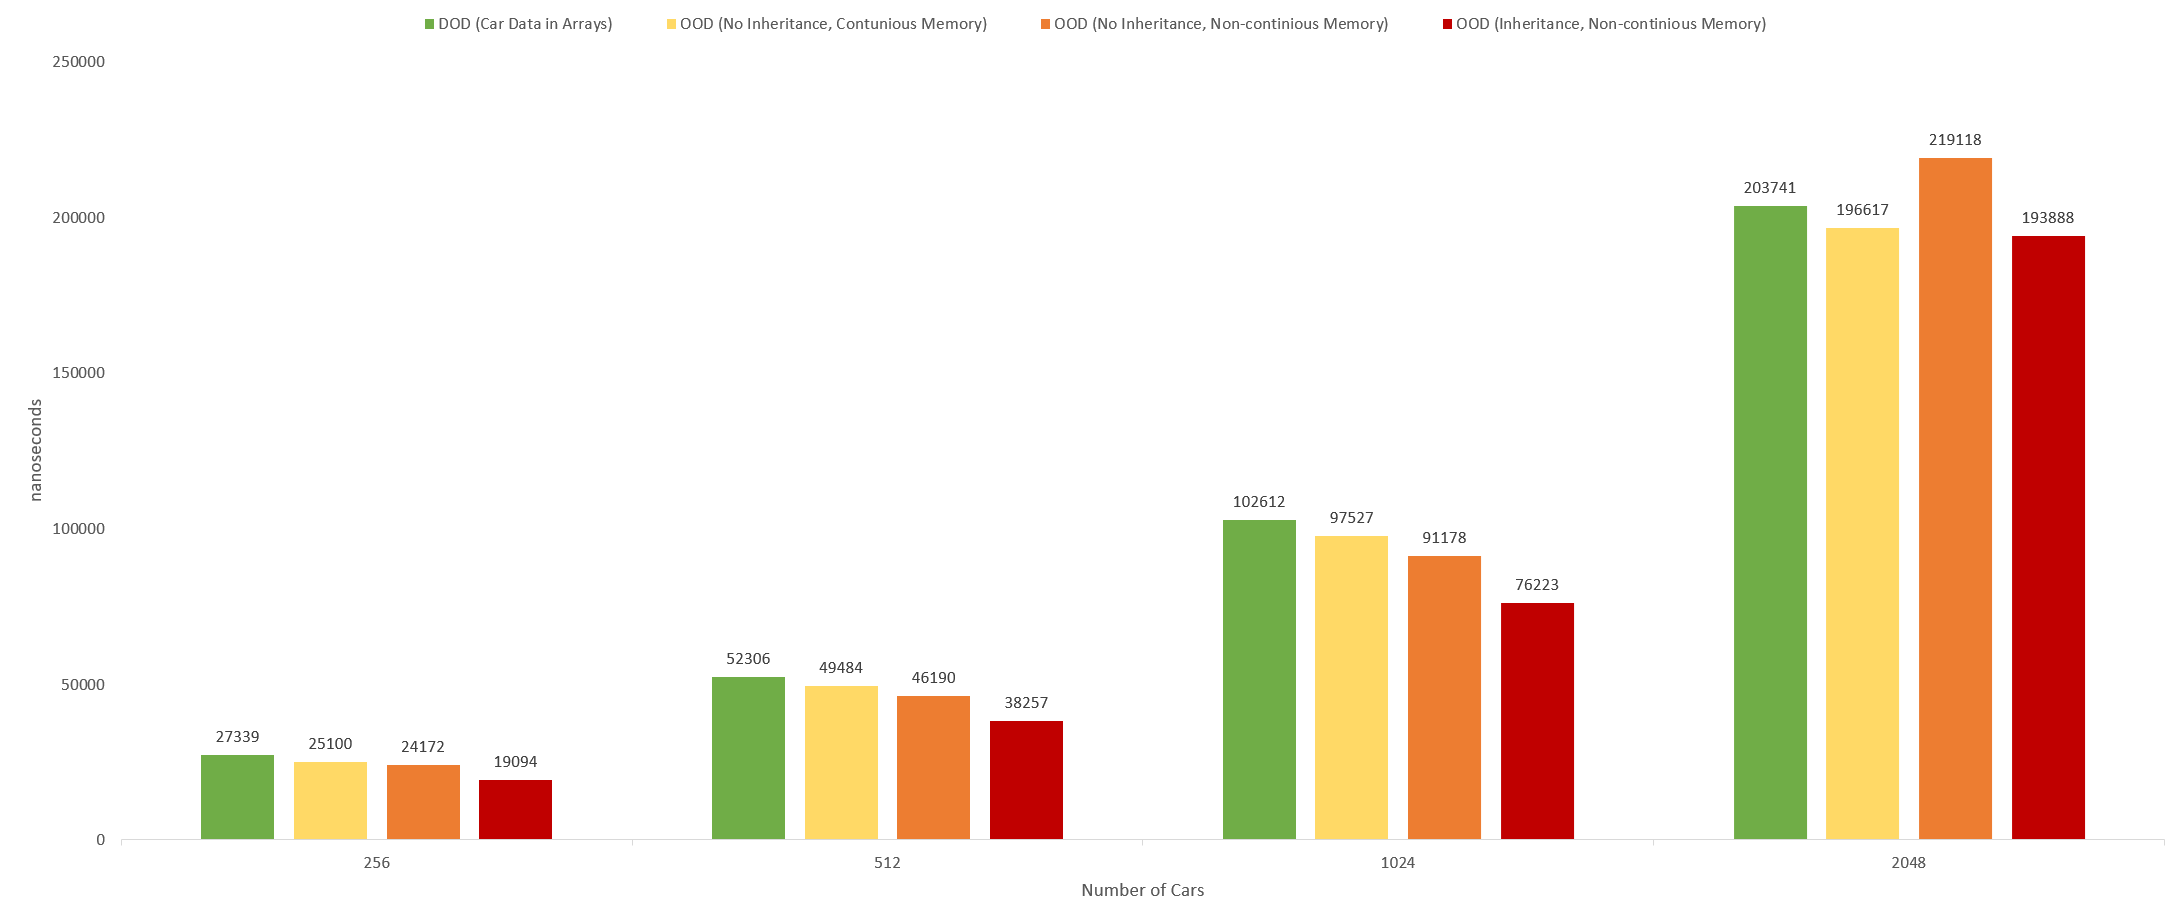 DOD (Car Data in Arrays) OOD (No Inheritance, Contunious Memory) OOD (No Inheritance, Non-continious Memory) OOD (Inheritance, Non-continious Memory)
250000
200000
150000
100000
50000
0
nanoseconds
27339 25100 24172 19094
52306 49484 46190 38257
102612 97527 91178 76223
203741 196617 219118 193888
256 512 1024 2048
Number of Cars